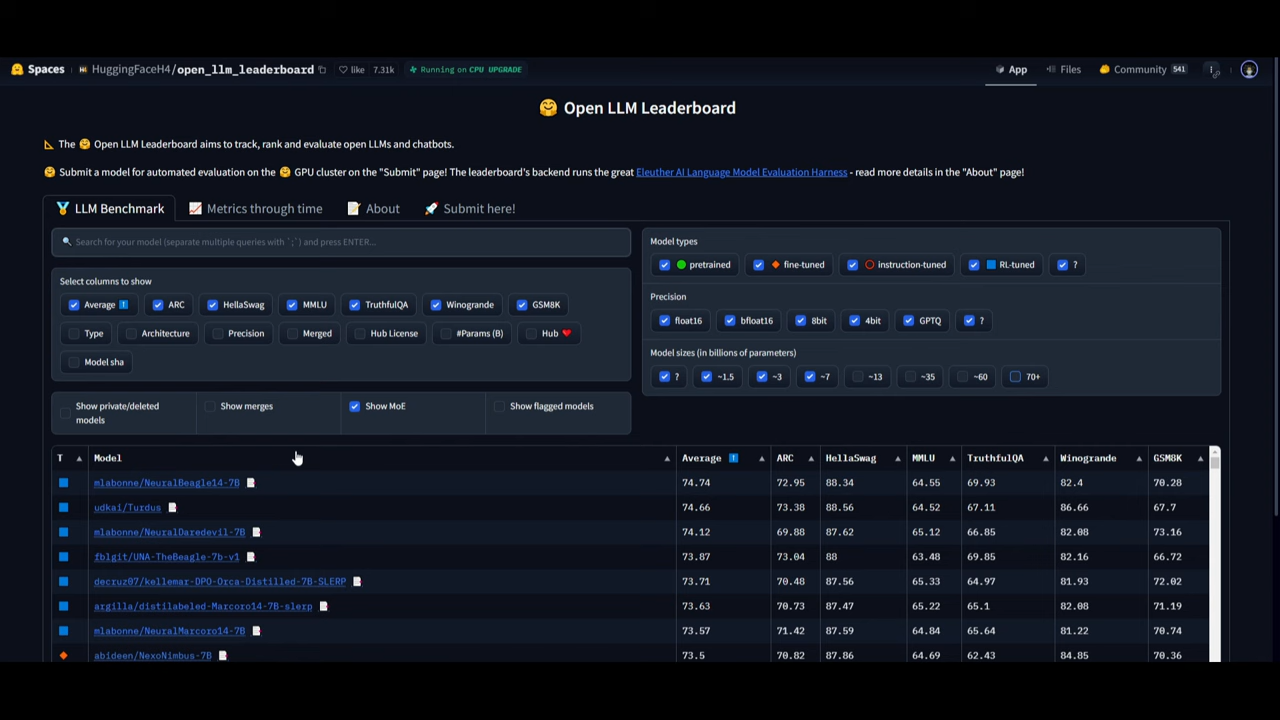 Spaces HuggingFaceH4/open_llm_leaderboard like 7.31k Running on CPU UPGRADE App Files Community 541
Open LLM Leaderboard
The Open LLM Leaderboard aims to track, rank and evaluate open LLMs and chatbots.
Submit a model for automated evaluation on the GPU cluster on the "Submit" page! The leaderboard's backend runs the great Eleuther AI Language Model Evaluation Harness - read more details in the "About" page!
LLM Benchmark Metrics through time About Submit here!
Search for your model (separate multiple queries with `;`) and press ENTER...
Select columns to show
Average ARC HellaSwag MMLU TruthfulQA Winogrande GSM8K
Type Architecture Precision Merged Hub License #Params (B) Hub
Model sha
Show private/deleted models
Show merges
Show MoE
Show flagged models
Model types
pretrained fine-tuned instruction-tuned RL-tuned ?
Precision
float16 bfloat16 8bit 4bit GPTQ ?
Model sizes (in billions of parameters)
? ~1.5 ~3 ~7 ~13 ~35 ~60 70+
T Model Average ARC HellaSwag MMLU TruthfulQA Winogrande GSM8K
mlabonne/NeuralBeagle14-7B 74.74 72.95 88.34 64.55 69.93 82.4 70.28
udkai/Turdus 74.66 73.38 88.56 64.52 67.11 86.66 67.7
mlabonne/NeuralDaredevil-7B 74.12 69.88 87.62 65.12 66.85 82.08 73.16
fblgit/UNA-TheBeagle-7b-v1 73.87 73.04 88 63.48 69.85 82.16 66.72
decruz07/kellemar-DPO-Orca-Distilled-7B-SLERP 73.71 70.48 87.56 65.33 64.97 81.93 72.02
argilla/distilabeled-Marcoro14-7B-slerp 73.63 70.73 87.47 65.22 65.1 82.08 71.19
mlabonne/NeuralMarcoro14-7B 73.57 71.42 87.59 64.84 65.64 81.22 70.74
abideen/NexoNimbus-7B 73.5 70.82 87.86 64.69 62.43 84.85 70.36